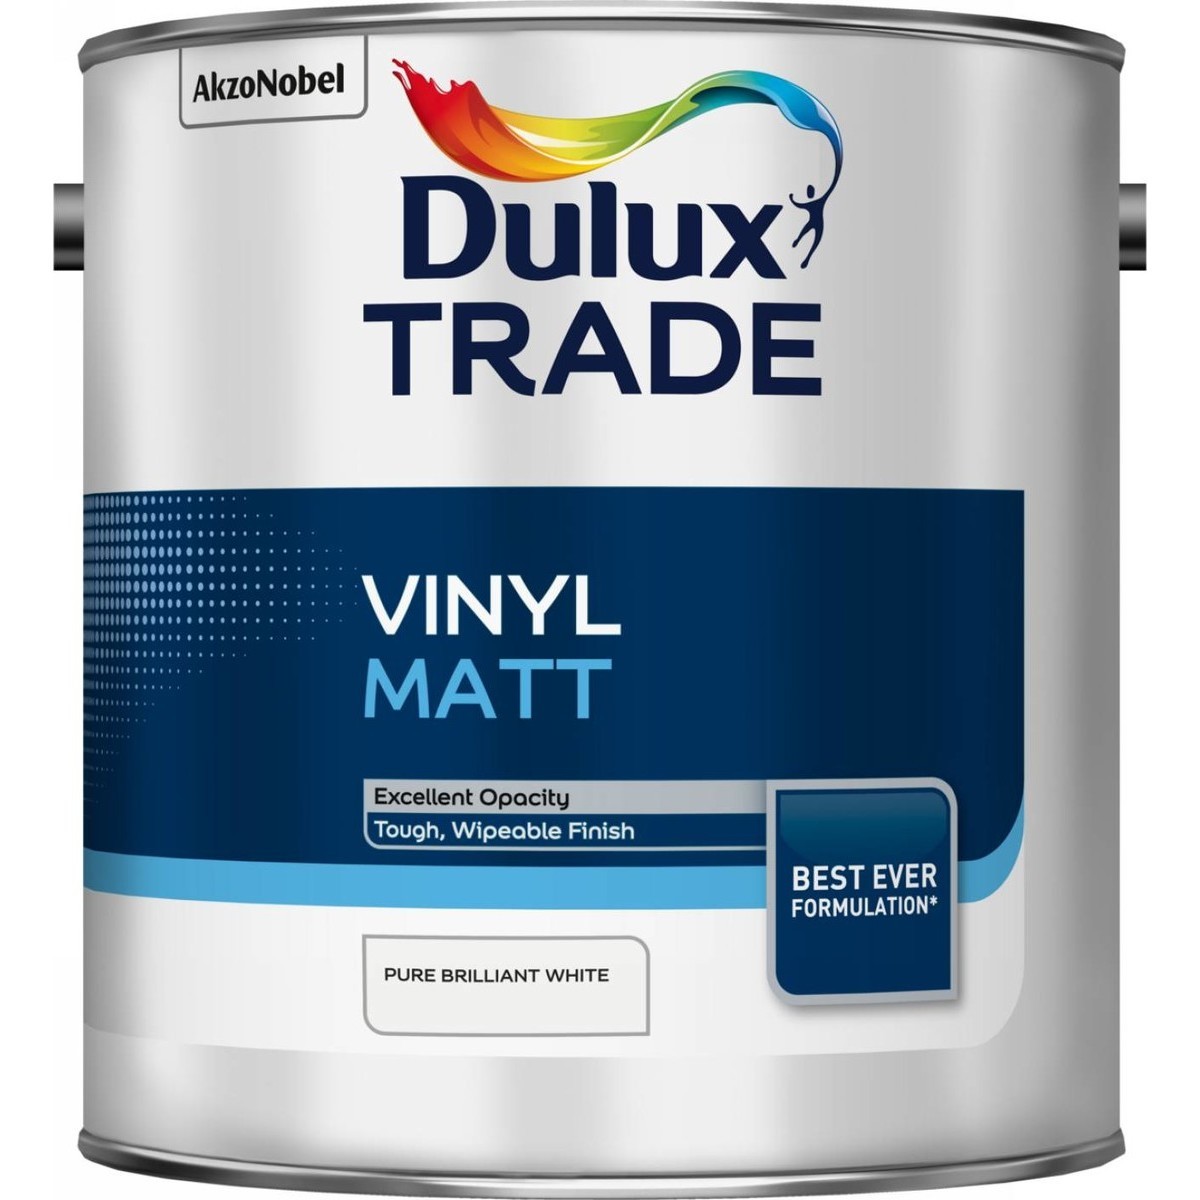 AkzoNobel
Dulux
TRADE
VINYL
MATT
Excellent Opacity
Tough, Wipeable Finish
BEST EVER
FORMULATION*
PURE BRILLIANT WHITE